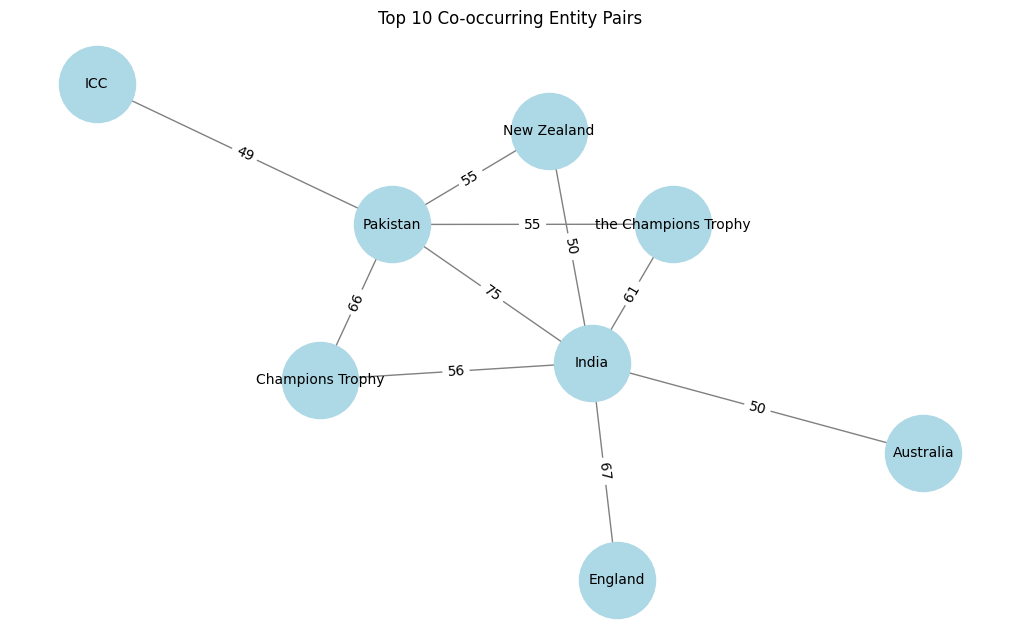 Top 10 Co-occurring Entity Pairs
ICC
New Zealand
49
55
Pakistan
55
the Champions Trophy
50
75
61
66
India
56
Champions Trophy
50
Australia
67
England